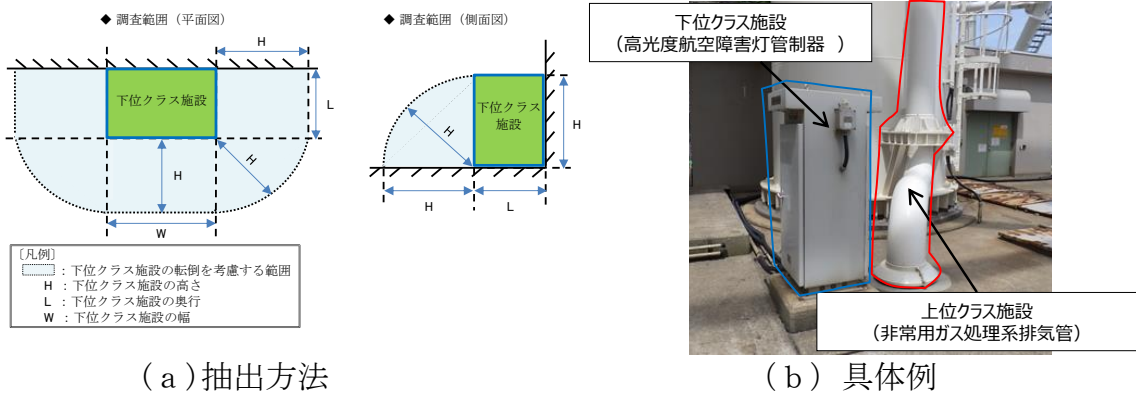 ◆ 調査範囲（平面図）
H
下位クラス施設
L
H
H
W
◆ 調査範囲（側面図）
下位クラス
施設
H
H
H
L
〔凡例〕
：下位クラス施設の転倒を考慮する範囲
H ：下位クラス施設の高さ
L ：下位クラス施設の奥行
W ：下位クラス施設の幅
(a)抽出方法
下位クラス施設
（高光度航空障害灯管制器 ）
上位クラス施設
（非常用ガス処理系排気管）
(b) 具体例